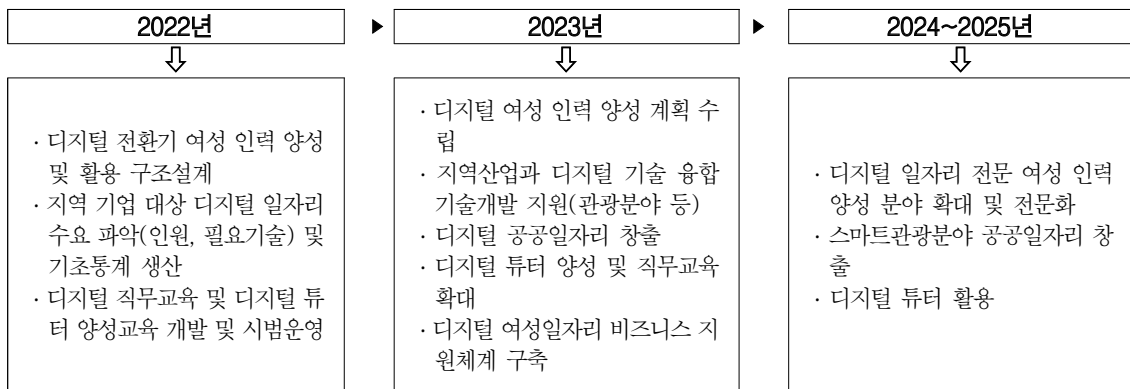 2022년
▶
2023년
▶
2024~2025년
· 디지털 전환기 여성 인력 양성
및 활용 구조설계
· 지역 기업 대상 디지털 일자리
수요 파악(인원, 필요기술) 및
기초통계 생산
· 디지털 직무교육 및 디지털 튜
터 양성교육 개발 및 시범운영
· 디지털 여성 인력 양성 계획 수
립
· 지역산업과 디지털 기술 융합
기술개발 지원(관광분야 등)
· 디지털 공공일자리 창출
· 디지털 튜터 양성 및 직무교육
확대
· 디지털 여성일자리 비즈니스 지
원체계 구축
· 디지털 일자리 전문 여성 인력
양성 분야 확대 및 전문화
· 스마트관광분야 공공일자리 창
출
· 디지털 튜터 활용